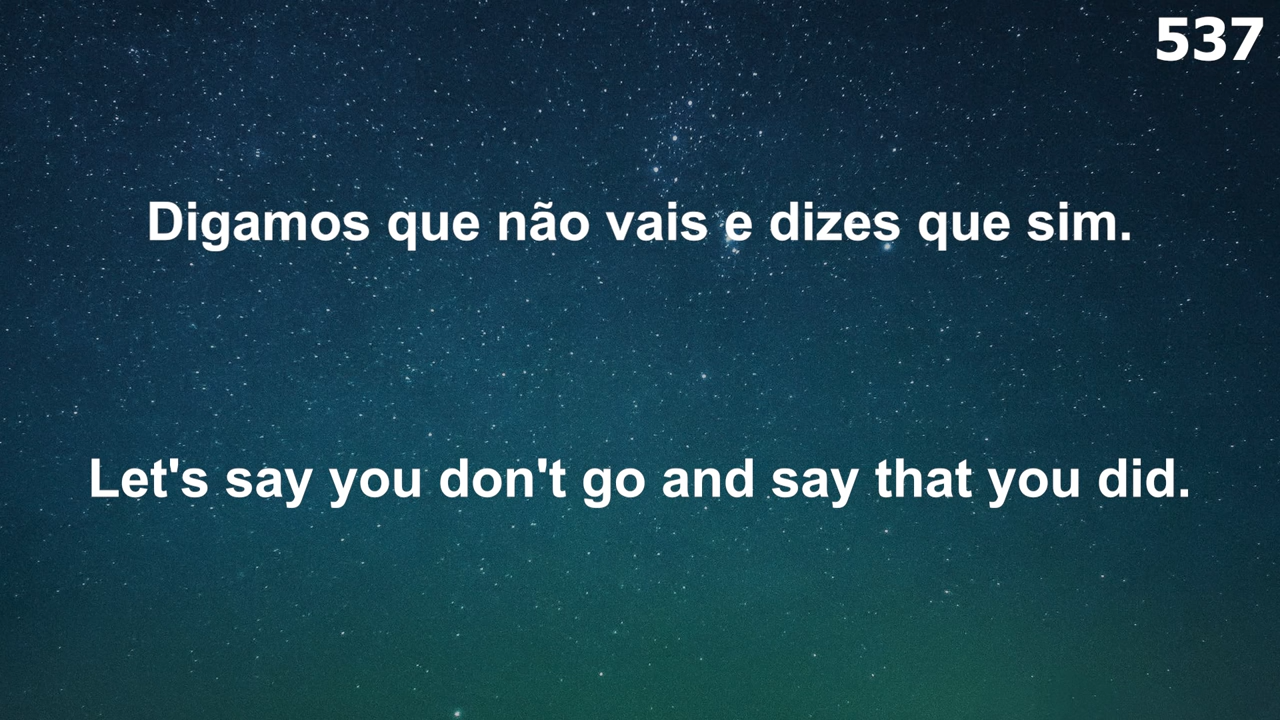 537
Digamos que não vais e dizes que sim.
Let's say you don't go and say that you did.